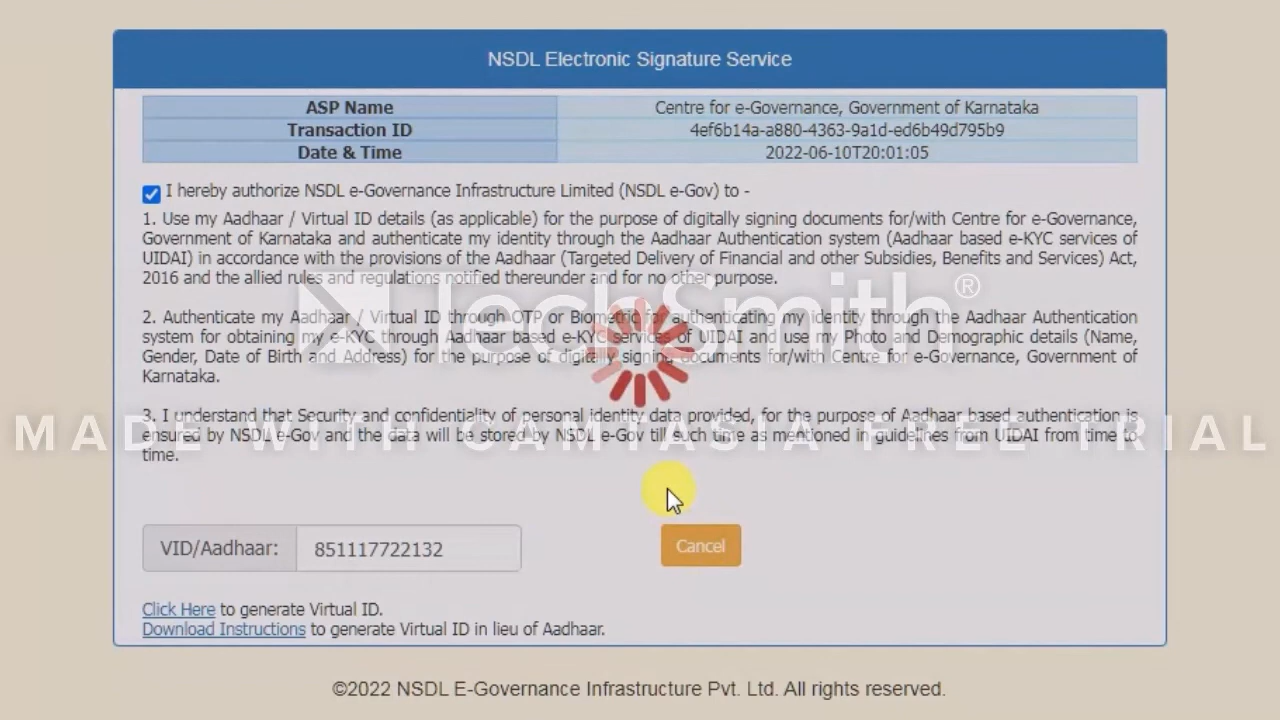 NSDL Electronic Signature Service
ASP Name Centre for e-Governance, Government of Karnataka
Transaction ID 4ef6b14a-a880-4363-9a1d-ed6b49d795b9
Date & Time 2022-06-10T20:01:05
I hereby authorize NSDL e-Governance Infrastructure Limited (NSDL e-Gov) to -
1. Use my Aadhaar / Virtual ID details (as applicable) for the purpose of digitally signing documents for/with Centre for e-Governance,
Government of Karnataka and authenticate my identity through the Aadhaar Authentication system (Aadhaar based e-KYC services of
UIDAI) in accordance with the provisions of the Aadhaar (Targeted Delivery of Financial and other Subsidies, Benefits and Services) Act,
2016 and the allied rules and regulations notified thereunder and for no other purpose.
TechSmith®
2. Authenticate my Aadhaar / Virtual ID through OTP or Biometric for authenticating my identity through the Aadhaar Authentication
system for obtaining my e-KYC through Aadhaar based e-KYC services of UIDAI and use my Photo and Demographic details (Name,
Gender, Date of Birth and Address) for the purpose of digitally signing documents for/with Centre for e-Governance, Government of
Karnataka.
3. I understand that Security and confidentiality of personal identity data provided, for the purpose of Aadhaar based authentication is
MADE WITH CAMTASIA FREE TRIAL
ensured by NSDL e-Gov and the data will be stored by NSDL e-Gov till such time as mentioned in guidelines from UIDAI from time to
time.
VID/Aadhaar: 851117722132 Cancel
Click Here to generate Virtual ID.
Download Instructions to generate Virtual ID in lieu of Aadhaar.
©2022 NSDL E-Governance Infrastructure Pvt. Ltd. All rights reserved.